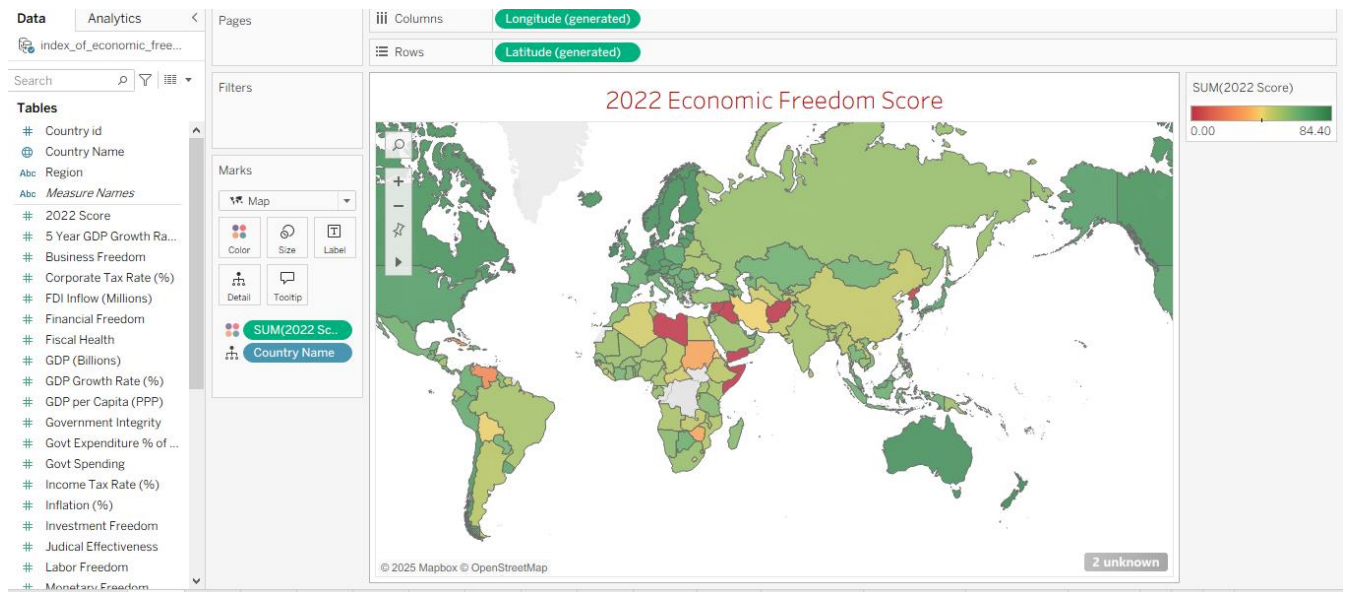 Data
Analytics
index_of_economic_free...
Search
Tables
Country id
Country Name
Abc Region
Abc Measure Names
# 2022 Score
# 5 Year GDP Growth Ra...
# Business Freedom
# Corporate Tax Rate (%)
# FDI Inflow (Millions)
# Financial Freedom
# Fiscal Health
# GDP (Billions)
# GDP Growth Rate (%)
# GDP per Capita (PPP)
# Government Integrity
# Govt Expenditure % of ...
# Govt Spending
# Income Tax Rate (%)
# Inflation (%)
# Investment Freedom
# Judical Effectiveness
# Labor Freedom
# Monetary Freedom
Pages
Filters
Marks
Map
Color Size Label
Detail Tooltip
SUM(2022 Sc..
Country Name
Columns
Longitude (generated)
Rows
Latitude (generated)
2022 Economic Freedom Score
© 2025 Mapbox © OpenStreetMap
2 unknown
SUM(2022 Score)
0.00 84.40